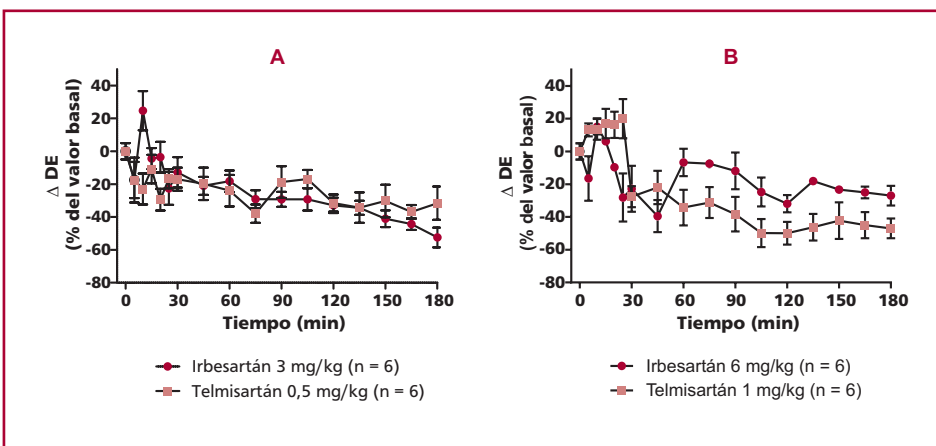 A
Δ DE
(% del valor basal)
40
20
0
-20
-40
-60
-80
0 30 60 90 120 150 180
Tiempo (min)
Irbesartán 3 mg/kg (n = 6)
Telmisartán 0,5 mg/kg (n = 6)
B
Δ DE
(% del valor basal)
40
20
0
-20
-40
-60
-80
0 30 60 90 120 150 180
Tiempo (min)
Irbesartán 6 mg/kg (n = 6)
Telmisartán 1 mg/kg (n = 6)